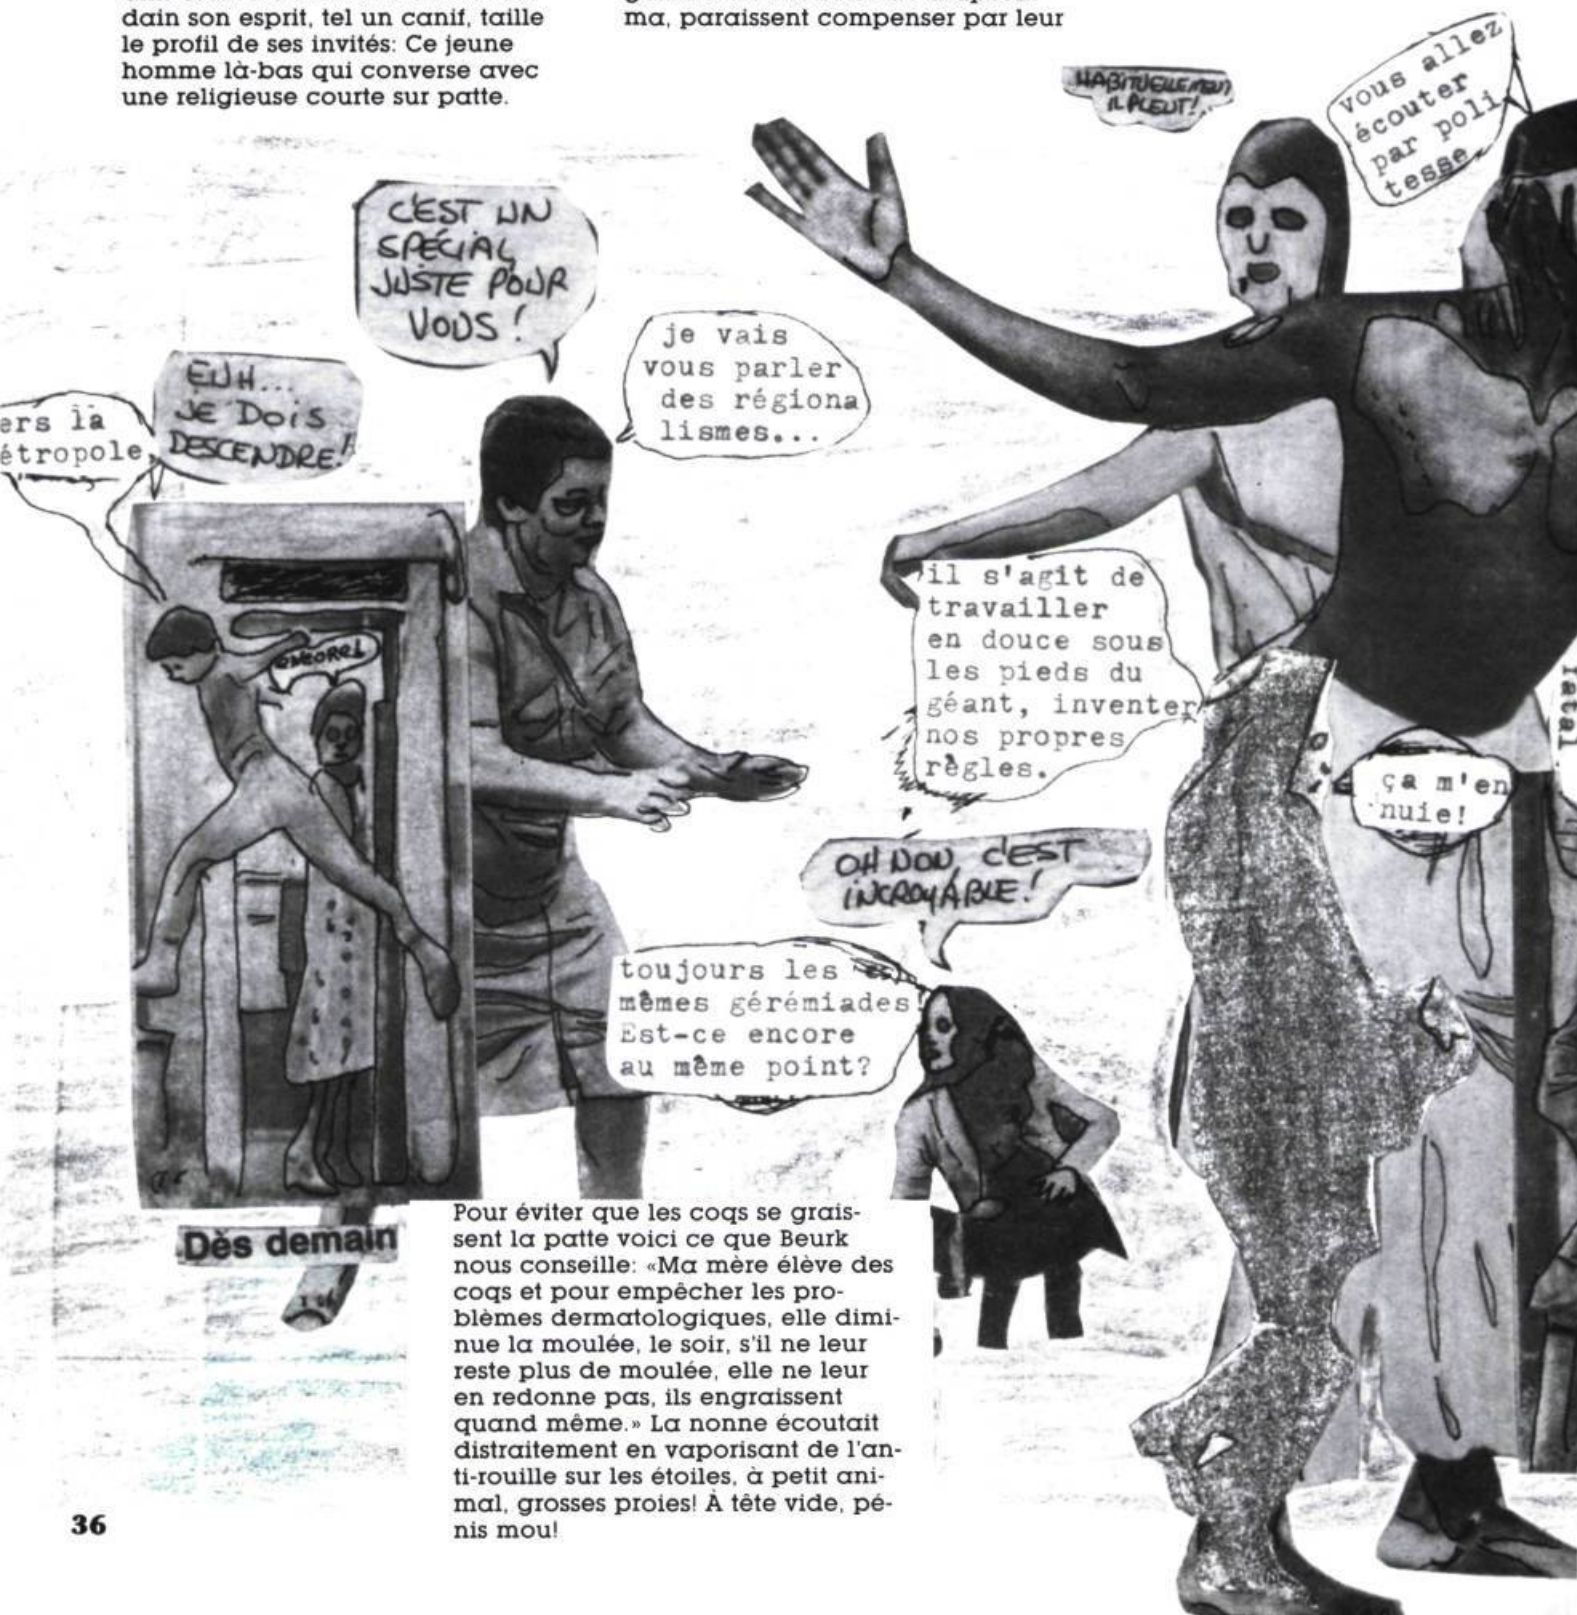 dain son esprit, tel un canif, taille
le profil de ses invités: Ce jeune
homme là-bas qui converse avec
une religieuse courte sur patte.
ma, paraissent compenser par leur
HABITUELLEMENT
IL PLEUT!
vous allez
écouter
par poli
tesse
C'EST UN
SPÉCIAL
JUSTE POUR
VOUS!
je vais
vous parler
des régiona
lismes...
EUH...
JE DOIS
DESCENDRE!
ers la
étropole
ENCORE!
il s'agit de
travailler
en douce sous
les pieds du
géant, inventer
nos propres
règles.
fatal
ça m'en
nuie!
OH NON, C'EST
INCROYABLE!
toujours les
mêmes gérémiades!
Est-ce encore
au même point?
Dès demain
Pour éviter que les coqs se grais-
sent la patte voici ce que Beurk
nous conseille: «Ma mère élève des
coqs et pour empêcher les pro-
blèmes dermatologiques, elle dimi-
nue la moulée, le soir, s'il ne leur
reste plus de moulée, elle ne leur
en redonne pas, ils engraissent
quand même.» La nonne écoutait
distraitement en vaporisant de l'an-
ti-rouille sur les étoiles, à petit ani-
mal, grosses proies! À tête vide, pé-
nis mou!
36